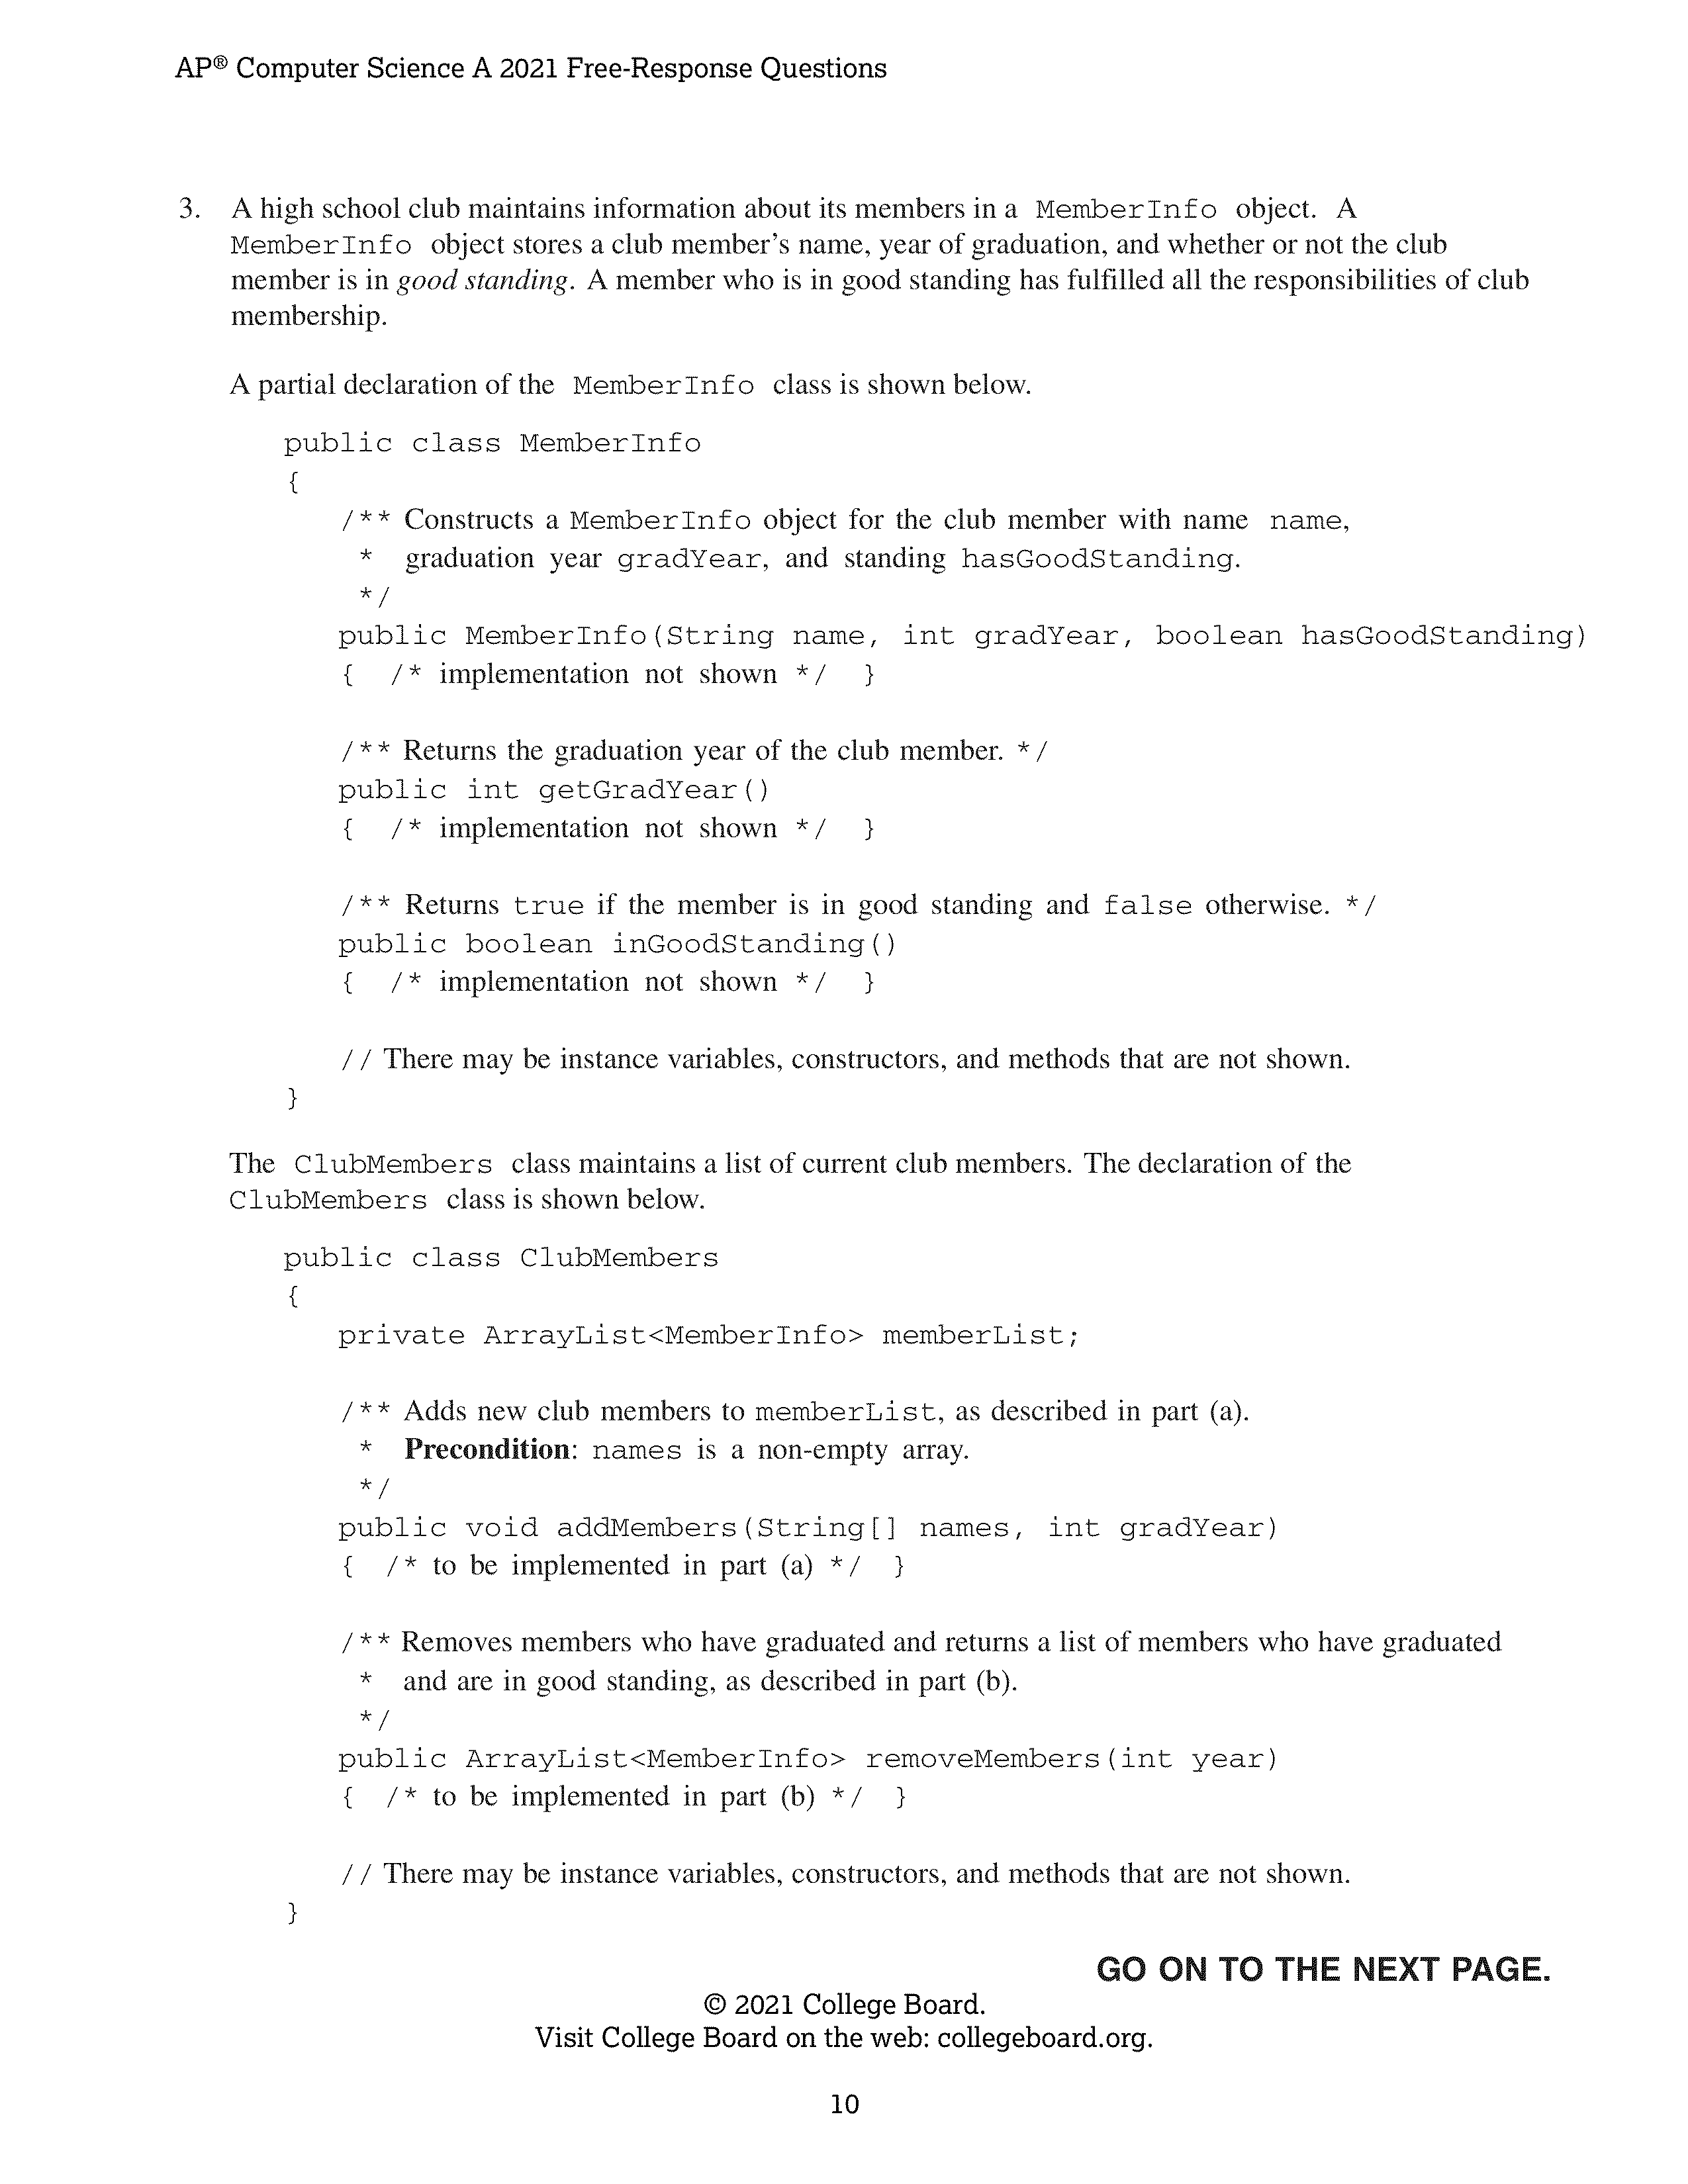 AP® Computer Science A 2021 Free-Response Questions
3. A high school club maintains information about its members in a MemberInfo object. A
MemberInfo object stores a club member's name, year of graduation, and whether or not the club
member is in good standing. A member who is in good standing has fulfilled all the responsibilities of club
membership.
A partial declaration of the MemberInfo class is shown below.
public class MemberInfo
{
/** Constructs a MemberInfo object for the club member with name name,
* graduation year gradYear, and standing hasGoodStanding.
*/
public MemberInfo(String name, int gradYear, boolean hasGoodStanding)
{ /* implementation not shown */ }
/** Returns the graduation year of the club member. */
public int getGradYear()
{ /* implementation not shown */ }
/** Returns true if the member is in good standing and false otherwise. */
public boolean inGoodStanding()
{ /* implementation not shown */ }
// There may be instance variables, constructors, and methods that are not shown.
}
The ClubMembers class maintains a list of current club members. The declaration of the
ClubMembers class is shown below.
public class ClubMembers
{
private ArrayList<MemberInfo> memberList;
/** Adds new club members to memberList, as described in part (a).
* Precondition: names is a non-empty array.
*/
public void addMembers(String[] names, int gradYear)
{ /* to be implemented in part (a) */ }
/** Removes members who have graduated and returns a list of members who have graduated
* and are in good standing, as described in part (b).
*/
public ArrayList<MemberInfo> removeMembers(int year)
{ /* to be implemented in part (b) */ }
// There may be instance variables, constructors, and methods that are not shown.
}
GO ON TO THE NEXT PAGE.
© 2021 College Board.
Visit College Board on the web: collegeboard.org.
10